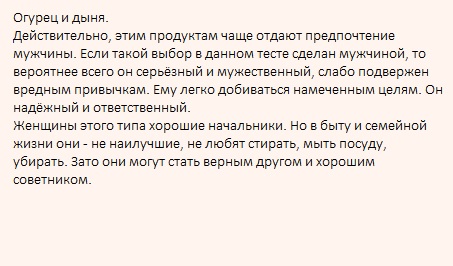 Огурец и дыня.
Действительно, этим продуктам чаще отдают предпочтение
мужчины. Если такой выбор в данном тесте сделан мужчиной, то
вероятнее всего он серьёзный и мужественный, слабо подвержен
вредным привычкам. Ему легко добиваться намеченным целям. Он
надёжный и ответственный.
Женщины этого типа хорошие начальники. Но в быту и семейной
жизни они - не наилучшие, не любят стирать, мыть посуду,
убирать. Зато они могут стать верным другом и хорошим
советником.